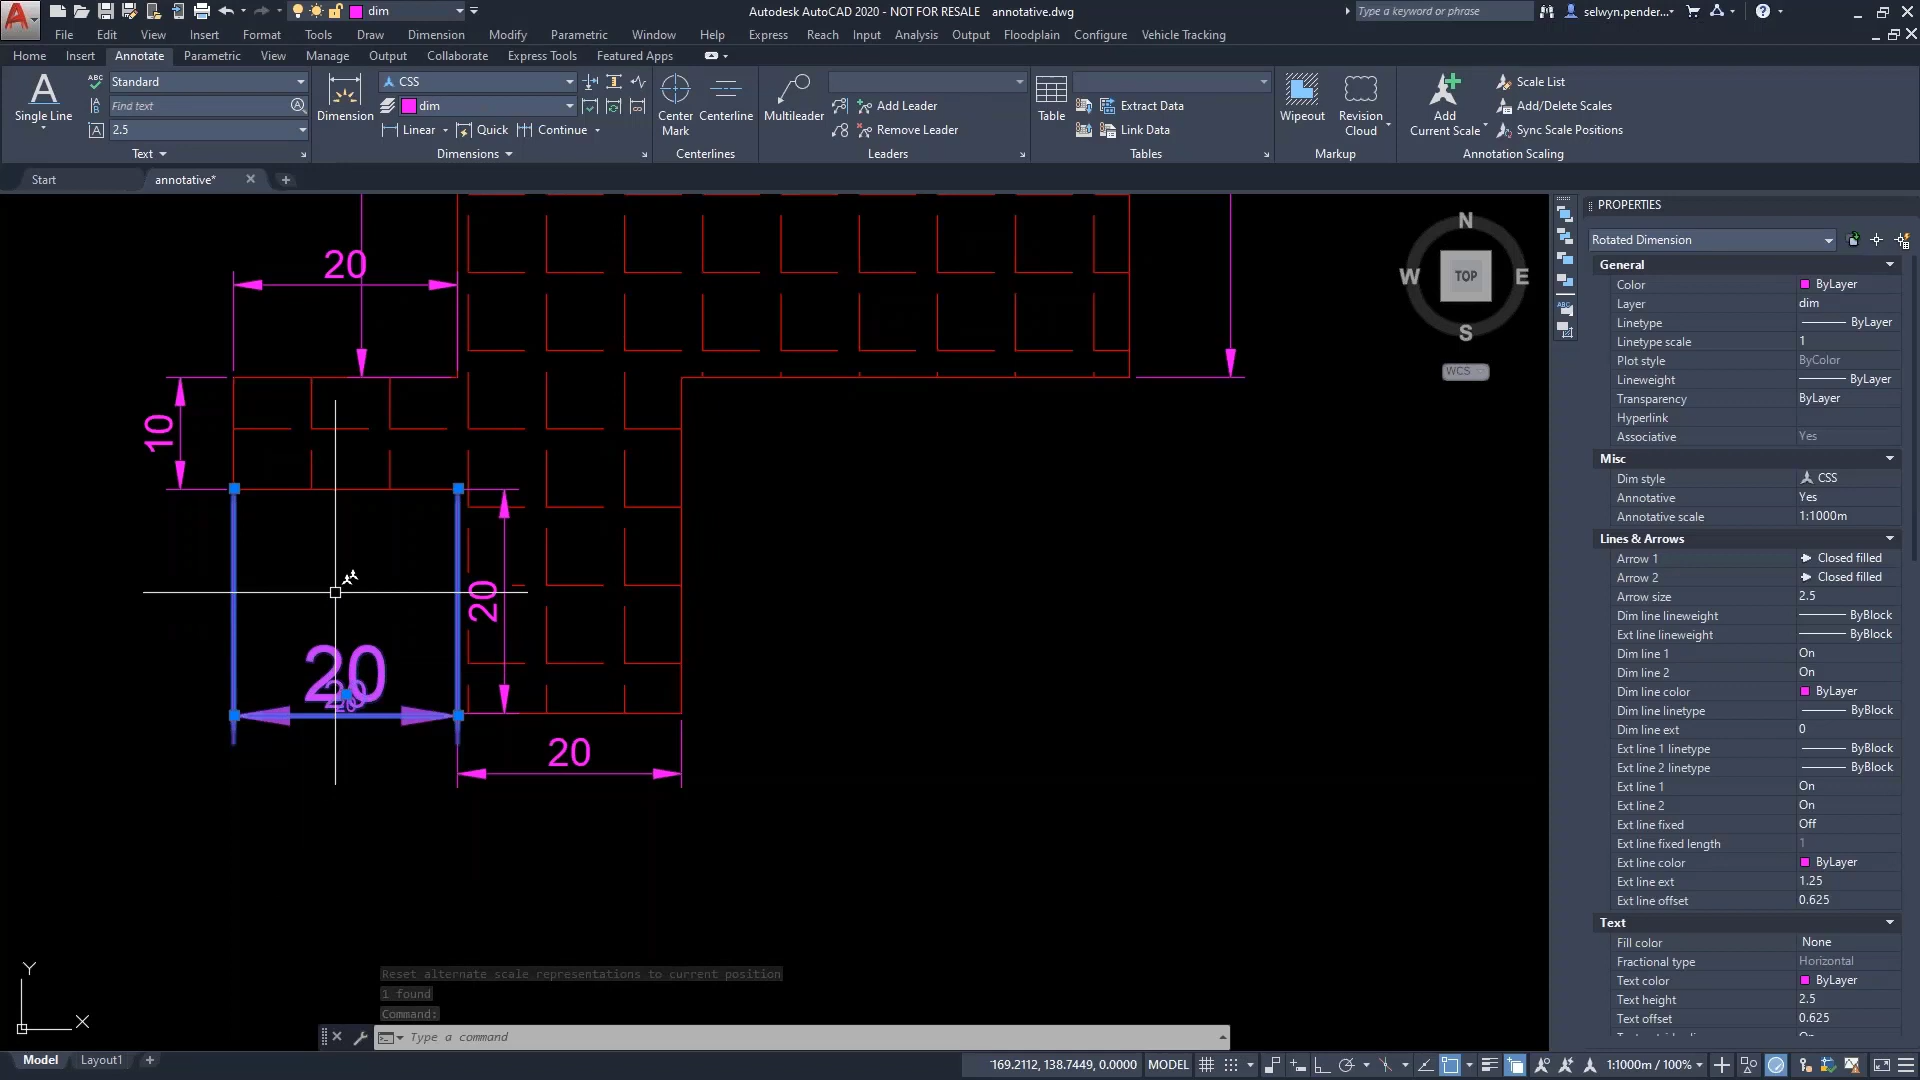 dim
Autodesk AutoCAD 2020 - NOT FOR RESALE annotative.dwg
Type a keyword or phrase
selwyn.pender...
File Edit View Insert Format Tools Draw Dimension Modify Parametric Window Help Express Reach Input Analysis Output Floodplain Configure Vehicle Tracking
Home Insert Annotate Parametric View Manage Output Collaborate Express Tools Featured Apps
A
Single Line
ABC
Standard
Find text
2.5
Text
Dimension
CSS
dim
Linear Quick Continue
Dimensions
Center Mark
Centerline
Centerlines
Multileader
Add Leader
Remove Leader
Leaders
Table
Extract Data
Link Data
Tables
Wipeout
Revision Cloud
Markup
Add Current Scale
Scale List
Add/Delete Scales
Sync Scale Positions
Annotation Scaling
Start annotative*
20
10
20
20
20
20
20
N
W TOP E
S
WCS
PROPERTIES
Rotated Dimension
General
Color ByLayer
Layer dim
Linetype ByLayer
Linetype scale 1
Plot style ByColor
Lineweight ByLayer
Transparency ByLayer
Hyperlink
Associative Yes
Misc
Dim style CSS
Annotative Yes
Annotative scale 1:1000m
Lines & Arrows
Arrow 1 Closed filled
Arrow 2 Closed filled
Arrow size 2.5
Dim line lineweight ByBlock
Ext line lineweight ByBlock
Dim line 1 On
Dim line 2 On
Dim line color ByLayer
Dim line linetype ByBlock
Dim line ext 0
Ext line 1 linetype ByBlock
Ext line 2 linetype ByBlock
Ext line 1 On
Ext line 2 On
Ext line fixed Off
Ext line fixed length 1
Ext line color ByLayer
Ext line ext 1.25
Ext line offset 0.625
Text
Fill color None
Fractional type Horizontal
Text color ByLayer
Text height 2.5
Text offset 0.625
Y
X
Reset alternate scale representations to current position
1 found
Command:
Type a command
Model Layout1
169.2112, 138.7449, 0.0000 MODEL
1:1000m / 100%